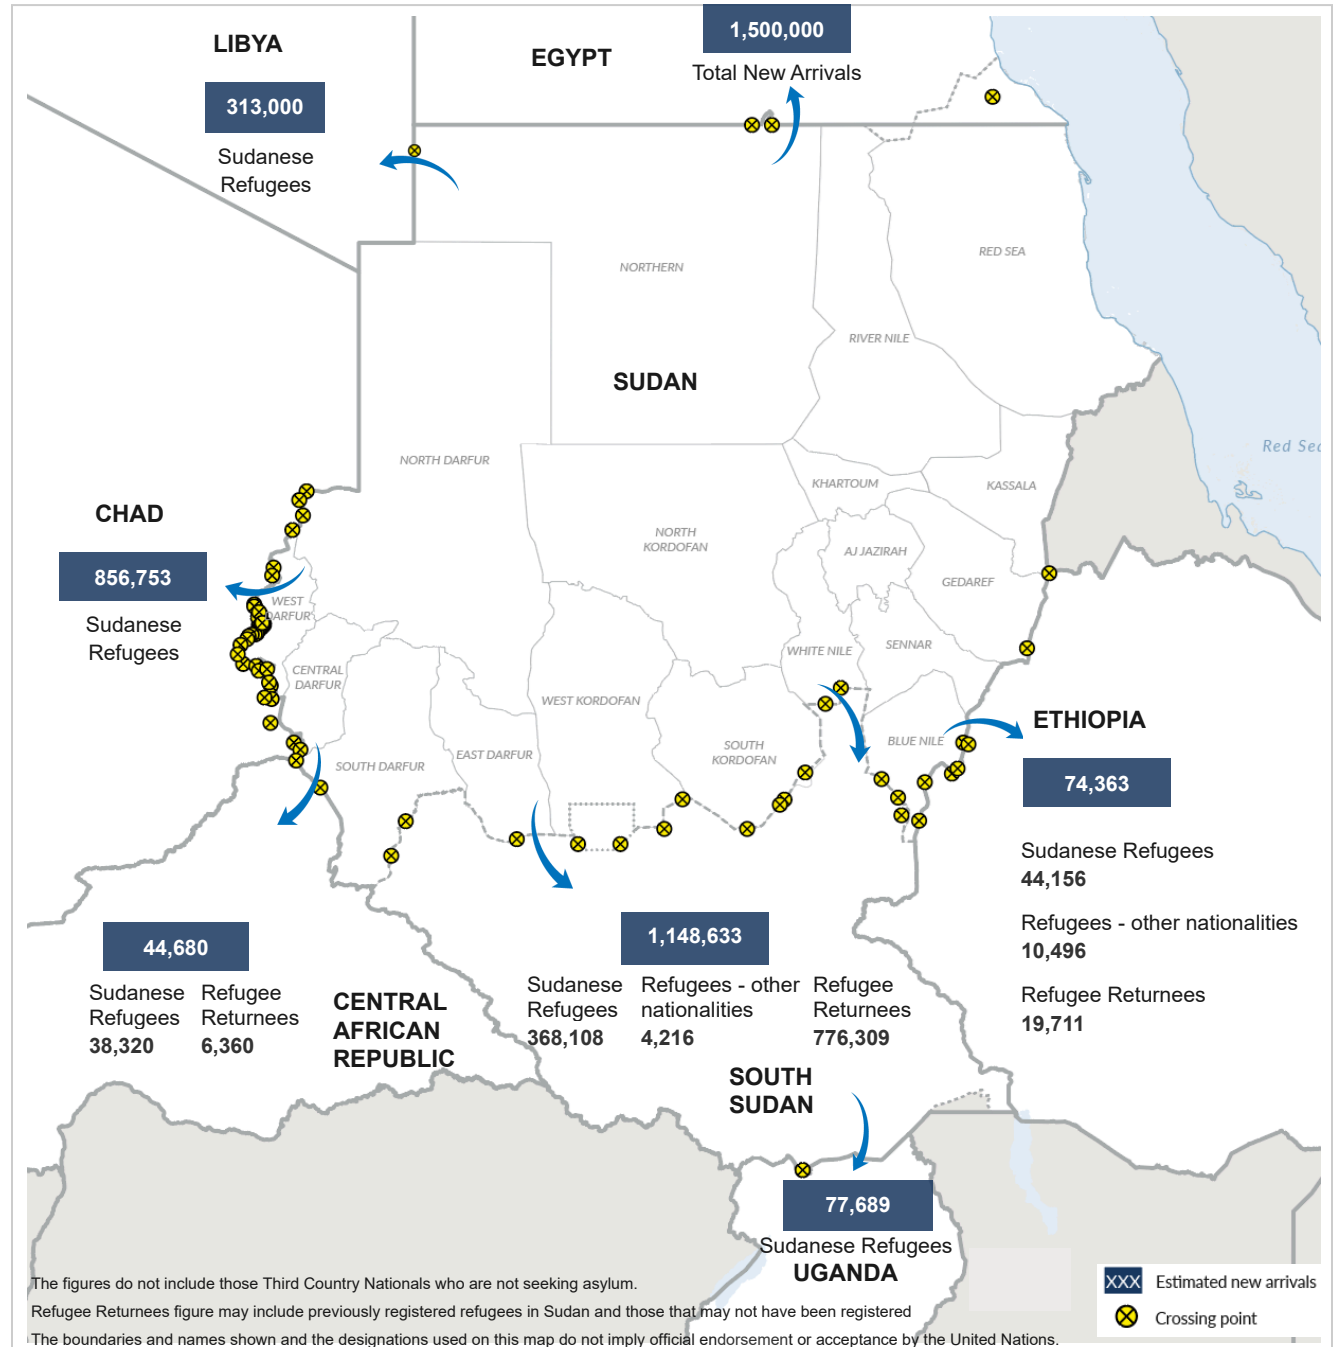 LIBYA
313,000
Sudanese
Refugees
EGYPT
1,500,000
Total New Arrivals
NORTHERN
RED SEA
RIVER NILE
SUDAN
Red Sea
NORTH DARFUR
KHARTOUM
KASSALA
CHAD
856,753
Sudanese
Refugees
NORTH
KORDOFAN
AJ JAZIRAH
GEDAREF
WEST
DARFUR
CENTRAL
DARFUR
WHITE NILE
SENNAR
WEST KORDOFAN
SOUTH DARFUR
EAST DARFUR
SOUTH
KORDOFAN
BLUE NILE
ETHIOPIA
74,363
Sudanese Refugees
44,156
Refugees - other nationalities
10,496
Refugee Returnees
19,711
44,680
Sudanese Refugees
38,320
Refugee Returnees
6,360
CENTRAL
AFRICAN
REPUBLIC
1,148,633
Sudanese Refugees
368,108
Refugees - other nationalities
4,216
Refugee Returnees
776,309
SOUTH
SUDAN
77,689
Sudanese Refugees
UGANDA
The figures do not include those Third Country Nationals who are not seeking asylum.
Refugee Returnees figure may include previously registered refugees in Sudan and those that may not have been registered
The boundaries and names shown and the designations used on this map do not imply official endorsement or acceptance by the United Nations.
XXX Estimated new arrivals
Crossing point